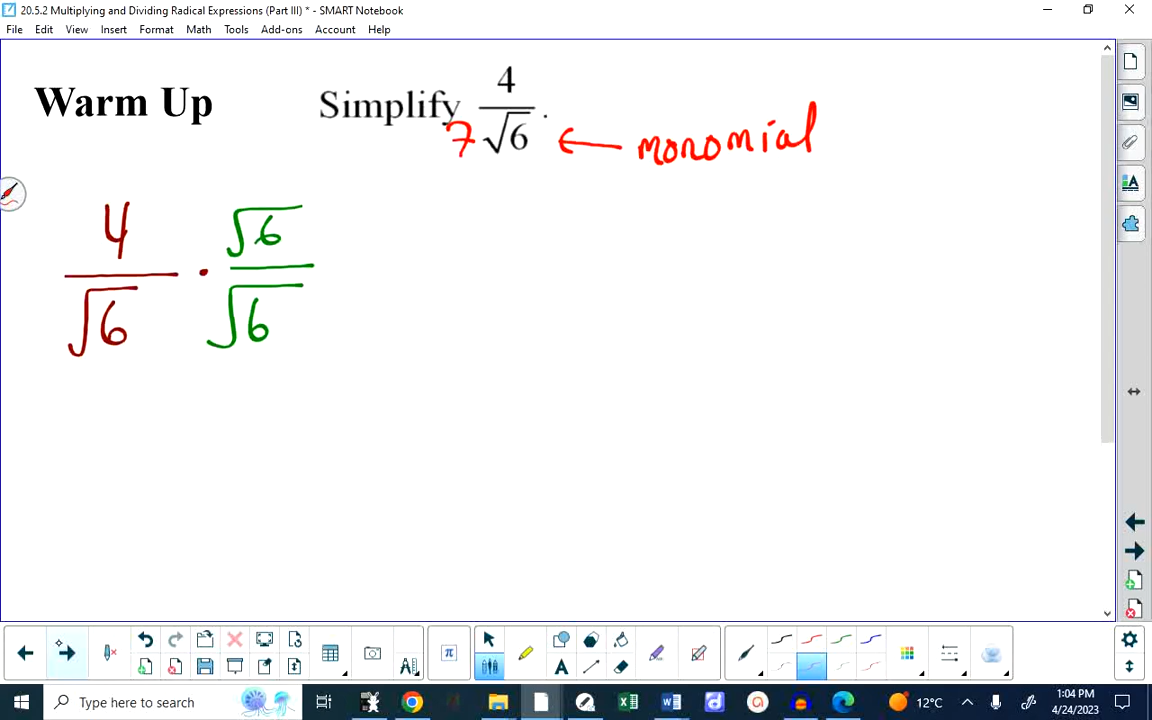 20.5.2 Multiplying and Dividing Radical Expressions (Part III) * - SMART Notebook
File Edit View Insert Format Math Tools Add-ons Account Help
Warm Up Simplify 4/√6.
7 ← monomial
4/√6 · √6/√6
π
A
Type here to search
12°C
1:04 PM
4/24/2023